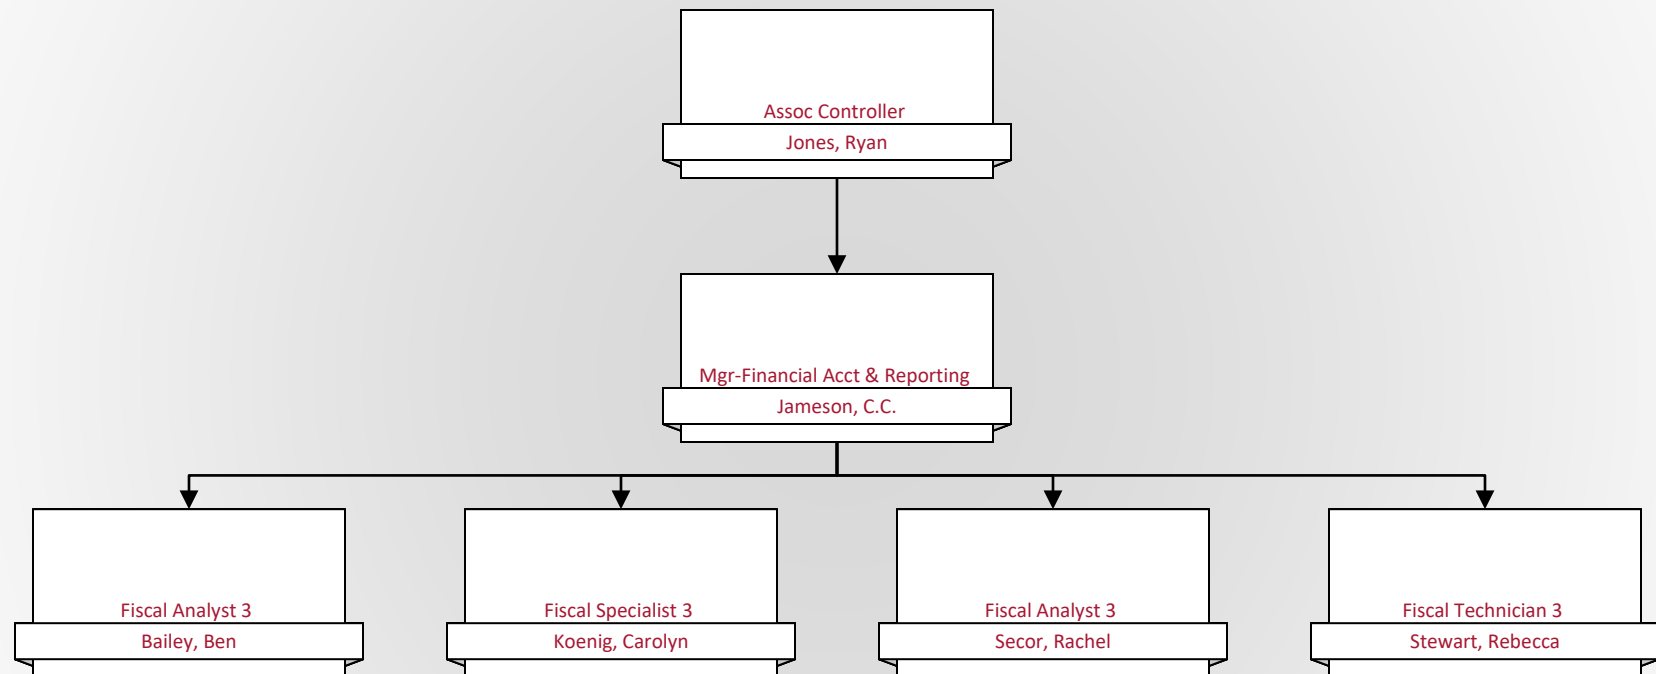 Assoc Controller
Jones, Ryan
Mgr-Financial Acct & Reporting
Jameson, C.C.
Fiscal Analyst 3
Bailey, Ben
Fiscal Specialist 3
Koenig, Carolyn
Fiscal Analyst 3
Secor, Rachel
Fiscal Technician 3
Stewart, Rebecca